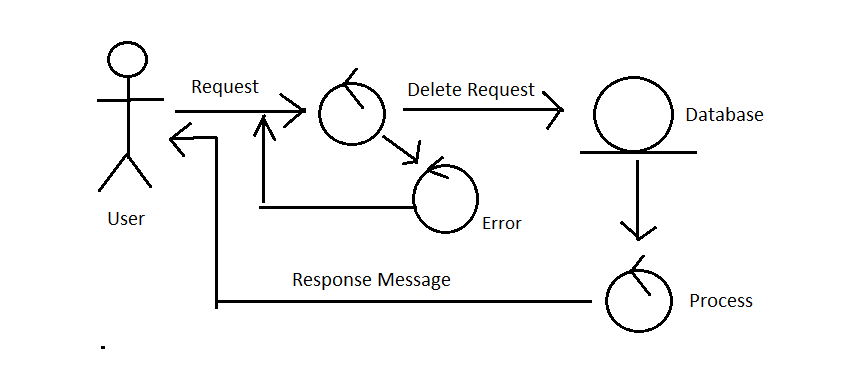 Request
Delete Request
Database
User
Error
Response Message
Process